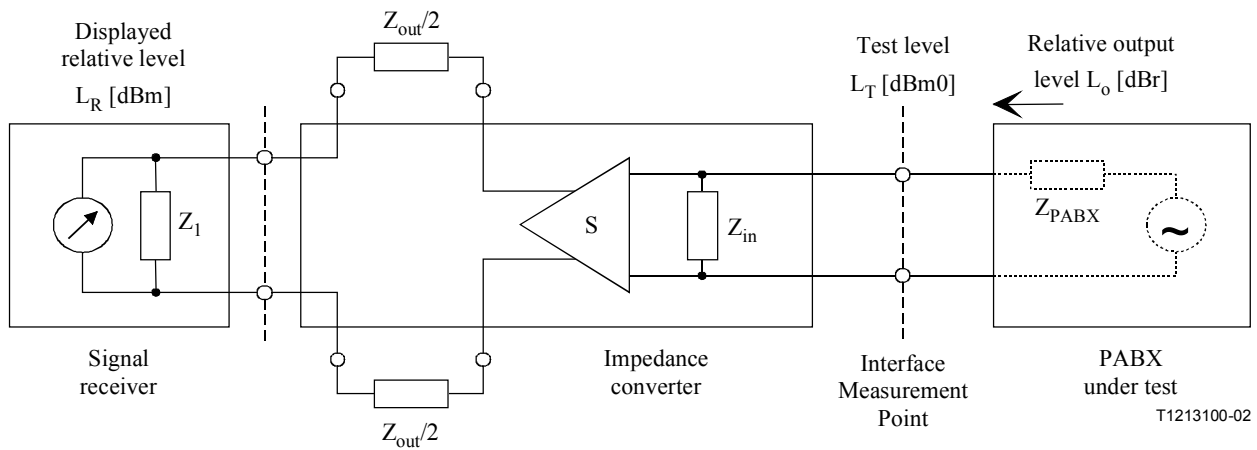 Displayed
relative level
L_R [dBm]
Z_out/2
Test level
L_T [dBm0]
Relative output
level L_o [dBr]
Z_1
S
Z_in
Z_PABX
~
Signal
receiver
Z_out/2
Impedance
converter
Interface
Measurement
Point
PABX
under test
T1213100-02